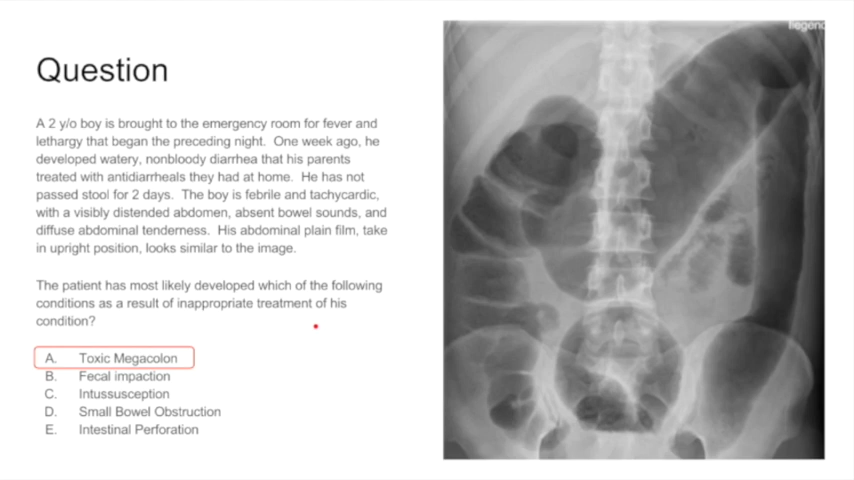 Question
A 2 y/o boy is brought to the emergency room for fever and
lethargy that began the preceding night. One week ago, he
developed watery, nonbloody diarrhea that his parents
treated with antidiarrheals they had at home. He has not
passed stool for 2 days. The boy is febrile and tachycardic,
with a visibly distended abdomen, absent bowel sounds, and
diffuse abdominal tenderness. His abdominal plain film, take
in upright position, looks similar to the image.
The patient has most likely developed which of the following
conditions as a result of inappropriate treatment of his
condition?
A. Toxic Megacolon
B. Fecal impaction
C. Intussusception
D. Small Bowel Obstruction
E. Intestinal Perforation